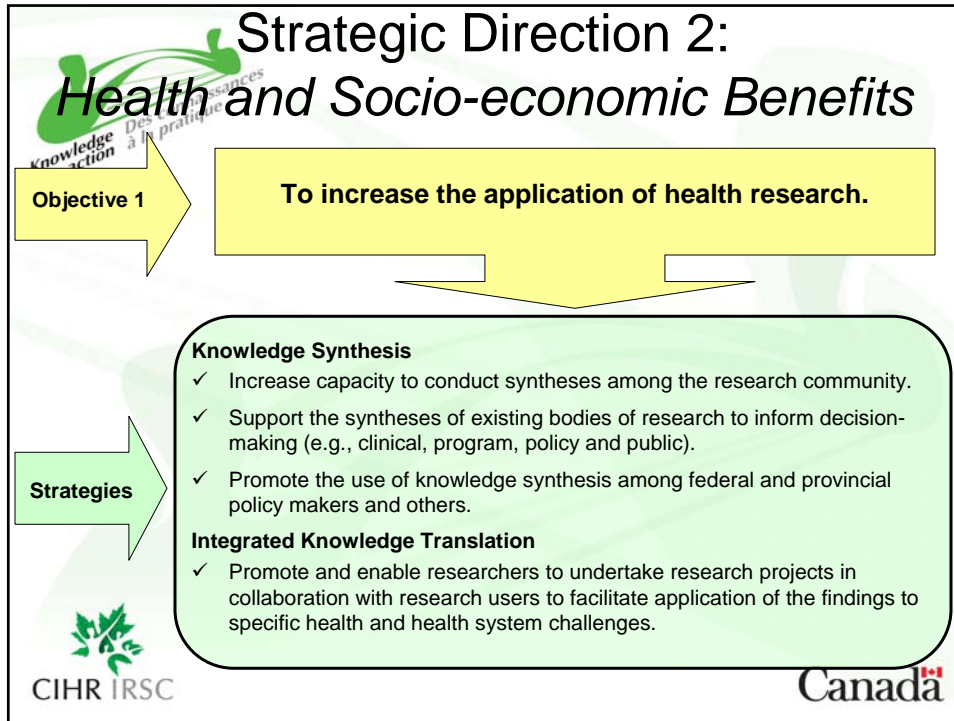 Strategic Direction 2:
Health and Socio-economic Benefits
Des connaissances
à la pratique
Knowledge
action
Objective 1
To increase the application of health research.
Strategies
Knowledge Synthesis
✓ Increase capacity to conduct syntheses among the research community.
✓ Support the syntheses of existing bodies of research to inform decision-
making (e.g., clinical, program, policy and public).
✓ Promote the use of knowledge synthesis among federal and provincial
policy makers and others.
Integrated Knowledge Translation
✓ Promote and enable researchers to undertake research projects in
collaboration with research users to facilitate application of the findings to
specific health and health system challenges.
CIHR IRSC
Canada